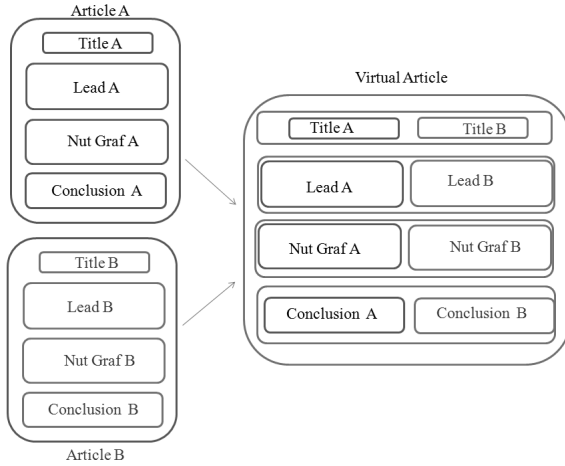 Article A
Title A
Lead A
Nut Graf A
Conclusion A
Title B
Lead B
Nut Graf B
Conclusion B
Article B
Virtual Article
Title A Title B
Lead A Lead B
Nut Graf A Nut Graf B
Conclusion A Conclusion B